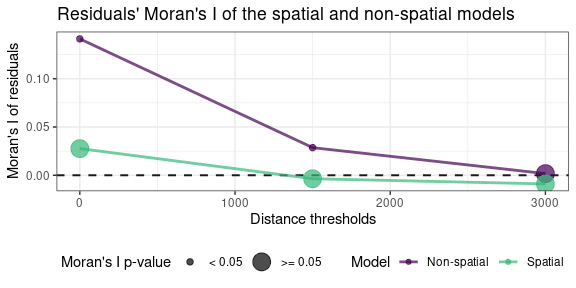 Residuals' Moran's I of the spatial and non-spatial models
Moran's I of residuals
0.10
0.05
0.00
0 1000 2000 3000
Distance thresholds
Moran's I p-value < 0.05 >= 0.05 Model Non-spatial Spatial